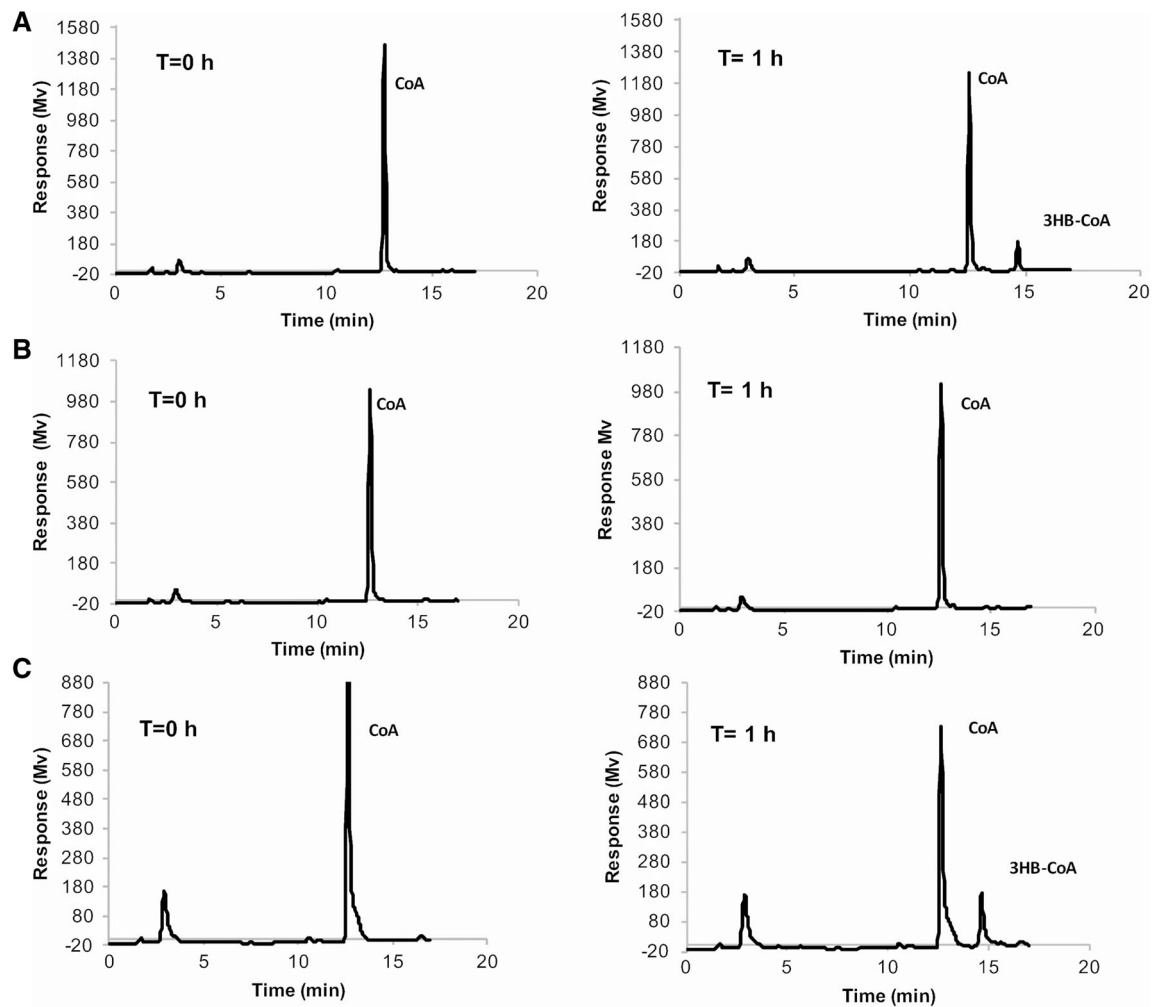 A
T=0 h
CoA
Response (Mv)
1580
1380
1180
980
780
580
380
180
-20
0 5 10 15 20
Time (min)
T= 1 h
CoA
3HB-CoA
Response (Mv)
1580
1380
1180
980
780
580
380
180
-20
0 5 10 15 20
Time (min)
B
T=0 h
CoA
Response (Mv)
1180
980
780
580
380
180
-20
0 5 10 15 20
Time (min)
T= 1 h
CoA
Response Mv
1180
980
780
580
380
180
-20
0 5 10 15 20
Time (min)
C
T=0 h
CoA
Response (Mv)
880
780
680
580
480
380
280
180
80
-20
0 5 10 15 20
Time (min)
T= 1 h
CoA
3HB-CoA
Response (Mv)
880
780
680
580
480
380
280
180
80
-20
0 5 10 15 20
Time (min)